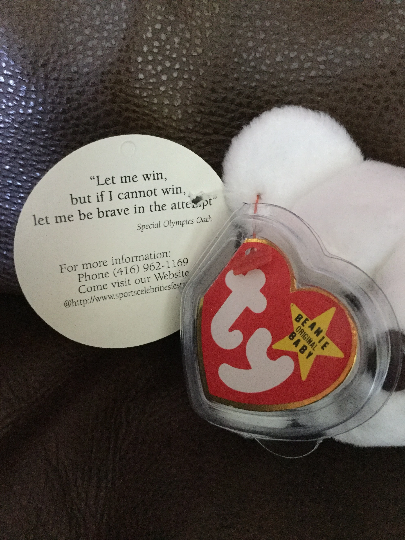 "Let me win,
but if I cannot win,
let me be brave in the attempt"
Special Olympics Oath
For more information:
Phone (416) 962-1169
Come visit our Website
ty
BEANIE
ORIGINAL
BABY